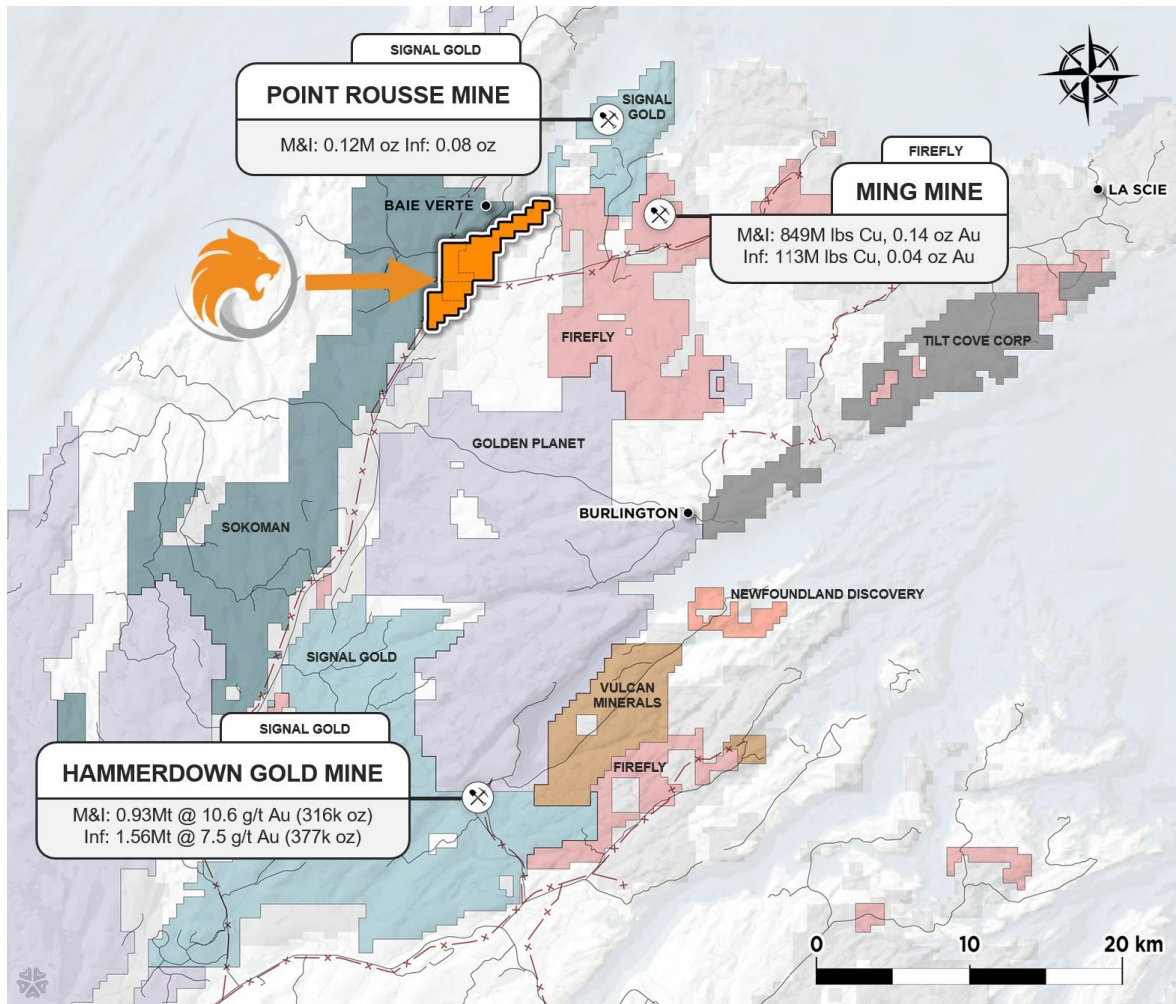 SIGNAL GOLD
POINT ROUSSE MINE
M&I: 0.12M oz Inf: 0.08 oz
SIGNAL
GOLD
FIREFLY
MING MINE
M&I: 849M lbs Cu, 0.14 oz Au
Inf: 113M lbs Cu, 0.04 oz Au
LA SCIE
BAIE VERTE
FIREFLY
TILT COVE CORP
GOLDEN PLANET
BURLINGTON
SOKOMAN
NEWFOUNDLAND DISCOVERY
SIGNAL GOLD
VULCAN
MINERALS
FIREFLY
SIGNAL GOLD
HAMMERDOWN GOLD MINE
M&I: 0.93Mt @ 10.6 g/t Au (316k oz)
Inf: 1.56Mt @ 7.5 g/t Au (377k oz)
0 10 20 km